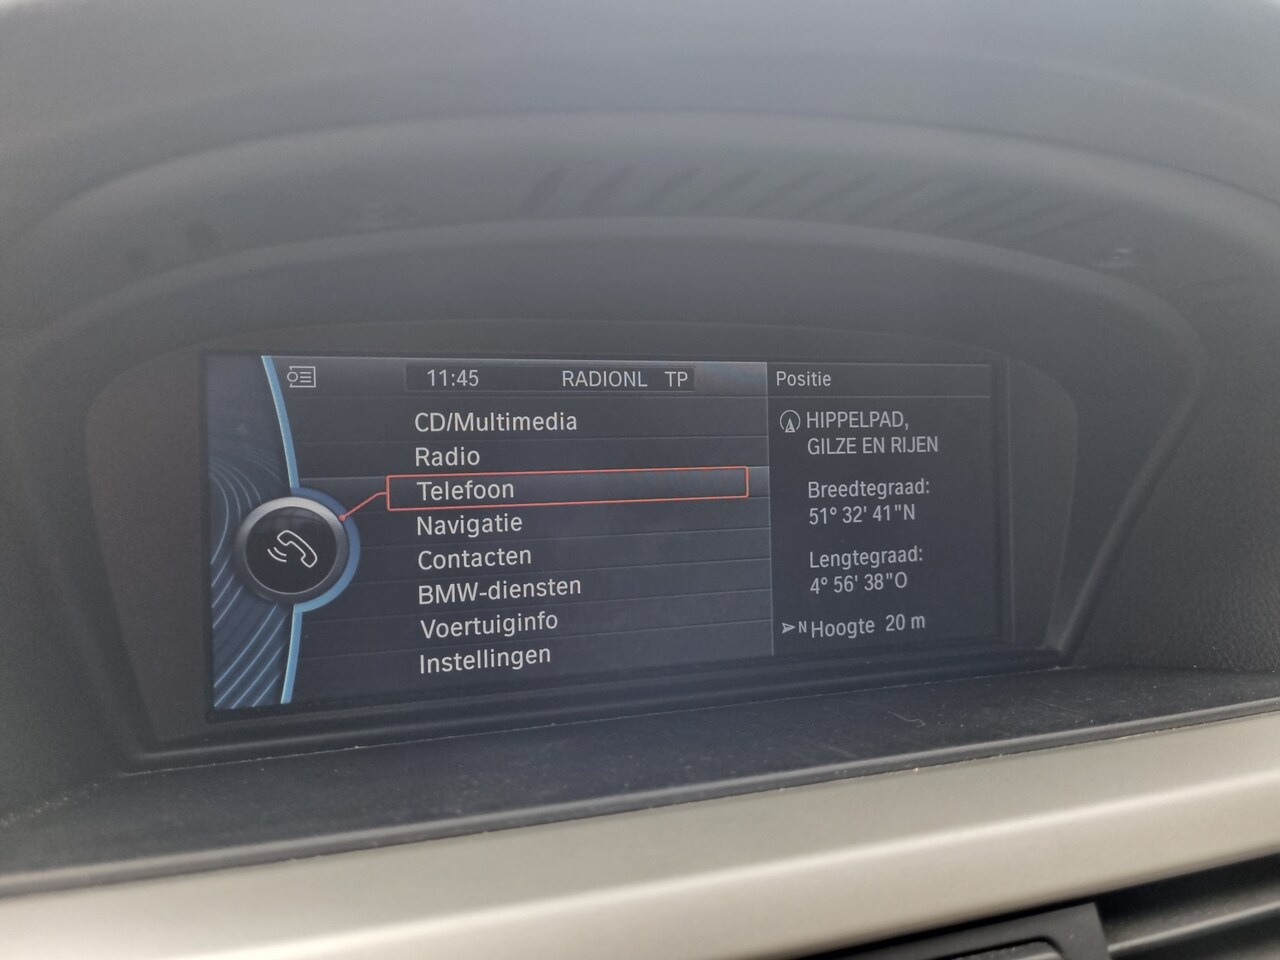 11:45 RADIONL TP
CD/Multimedia
Radio
Telefoon
Navigatie
Contacten
BMW-diensten
Voertuiginfo
Instellingen
Positie
HIPPELPAD,
GILZE EN RIJEN
Breedtegraad:
51° 32' 41"N
Lengtegraad:
4° 56' 38"O
N Hoogte 20 m